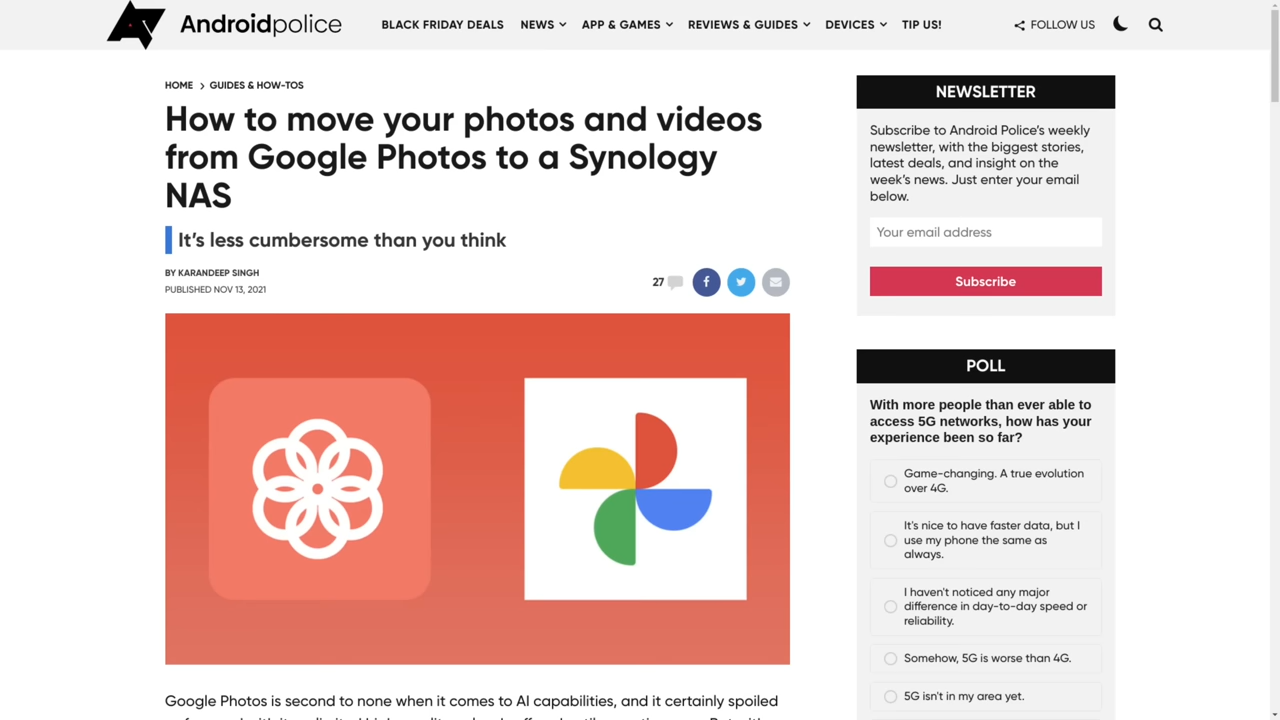 Androidpolice
BLACK FRIDAY DEALS
NEWS
APP & GAMES
REVIEWS & GUIDES
DEVICES
TIP US!
FOLLOW US
HOME > GUIDES & HOW-TOS
How to move your photos and videos
from Google Photos to a Synology
NAS
It's less cumbersome than you think
BY KARANDEEP SINGH
PUBLISHED NOV 13, 2021
27
Google Photos is second to none when it comes to AI capabilities, and it certainly spoiled
NEWSLETTER
Subscribe to Android Police's weekly
newsletter, with the biggest stories,
latest deals, and insight on the
week's news. Just enter your email
below.
Your email address
Subscribe
POLL
With more people than ever able to
access 5G networks, how has your
experience been so far?
Game-changing. A true evolution
over 4G.
It's nice to have faster data, but I
use my phone the same as
always.
I haven't noticed any major
difference in day-to-day speed or
reliability.
Somehow, 5G is worse than 4G.
5G isn't in my area yet.